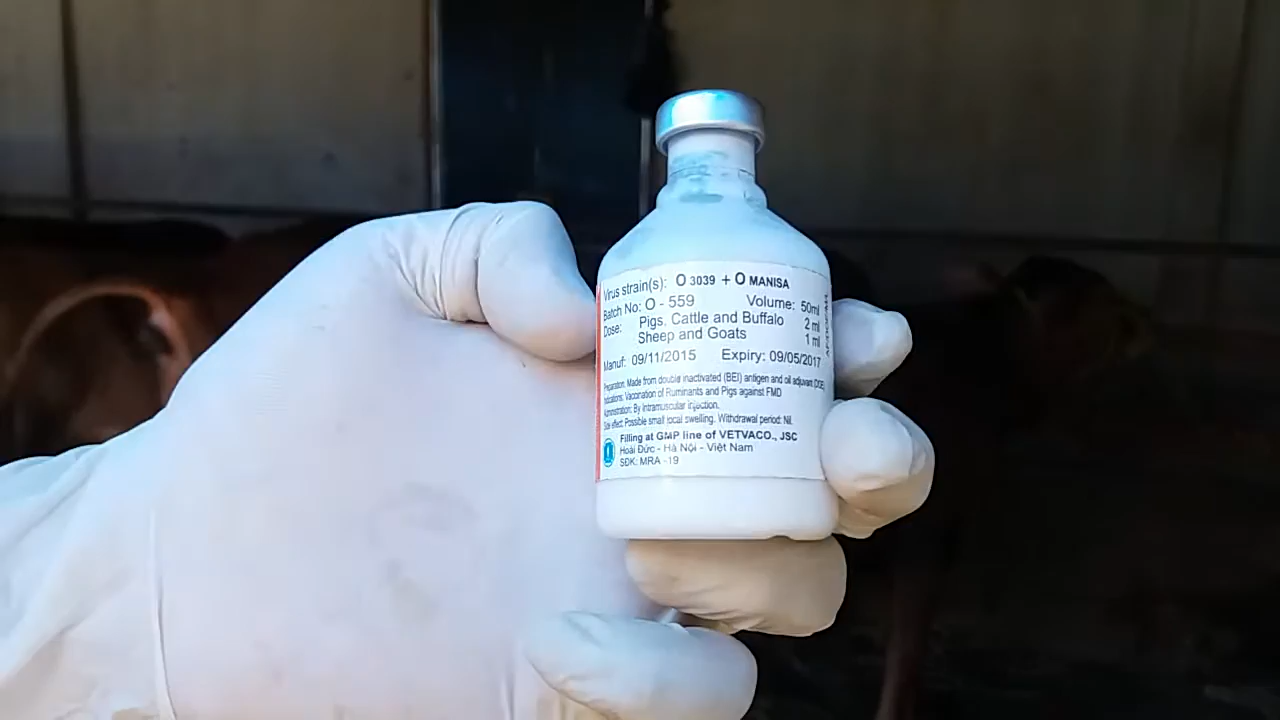 Virus strain(s): O 3039 + O MANISA
Batch No: O - 559 Volume: 50ml
Dose: Pigs, Cattle and Buffalo 2 ml
Sheep and Goats 1 ml
Manuf: 09/11/2015 Expiry: 09/05/2017
Preparation: Made from double inactivated (BEI) antigen and oil adjuvant (DOE)
Indications: Vaccination of Ruminants and Pigs against FMD
Administration: By Intramuscular injection.
Side effect: Possible small local swelling. Withdrawal period: Nil.
Filling at GMP line of VETVACO., JSC
Hoài Đức - Hà Nội - Việt Nam
SĐK: MRA -19